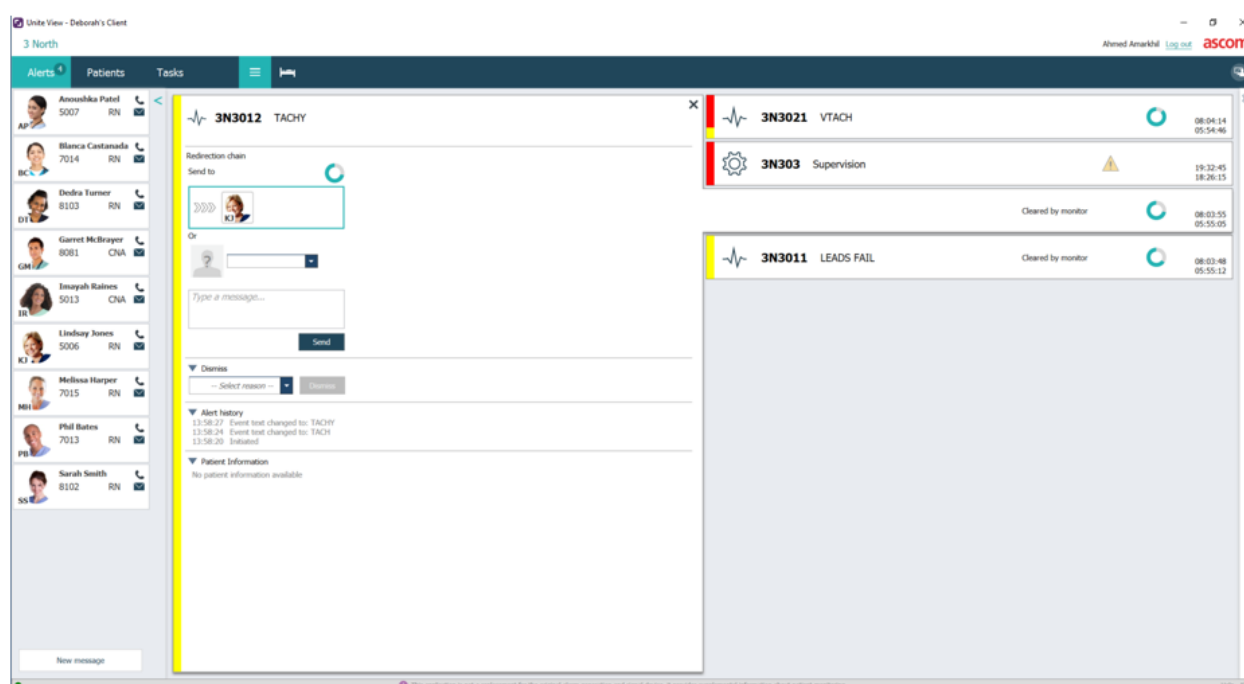 Unite View - Deborah's Client
3 North
Ahmed Amarkhil Log out ascom
Alerts 4 Patients Tasks
Anoushka Patel
5007 RN
AP
Blanca Castanada
7014 RN
BC
Dedra Turner
8103 RN
DT
Garret McBrayer
8081 CNA
GM
Imayah Raines
5013 CNA
IR
Lindsay Jones
5006 RN
KJ
Melissa Harper
7015 RN
MH
Phil Bates
7013 RN
PB
Sarah Smith
8102 RN
SS
New message
3N3012 TACHY
Redirection chain
Send to
KJ
Or
Type a message...
Send
Dismiss
-- Select reason --
Dismiss
Alert history
13:58:27 Event text changed to: TACHY
13:58:24 Event text changed to: TACH
13:58:20 Initiated
Patient Information
No patient information available
3N3021 VTACH
08:04:14
05:54:46
3N303 Supervision
19:32:45
18:26:15
Cleared by monitor
08:03:55
05:55:05
3N3011 LEADS FAIL
Cleared by monitor
08:03:48
05:55:12